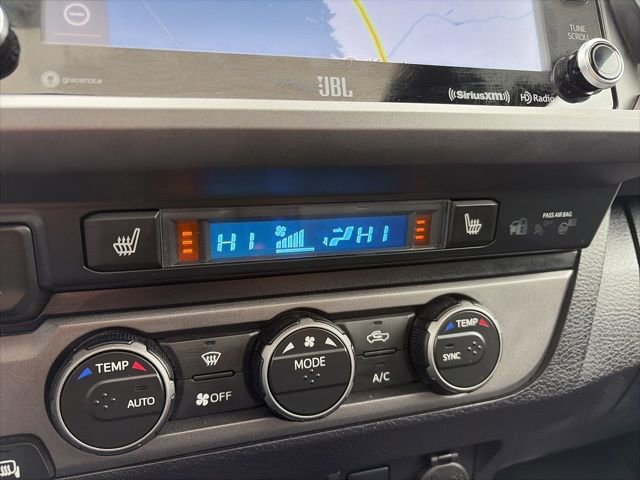 TUNE
SCROLL
gracenote
JBL
((SiriusXM))
HD Radio
PASS AIR BAG
HI HI
TEMP
AUTO
OFF
MODE
A/C
TEMP
SYNC